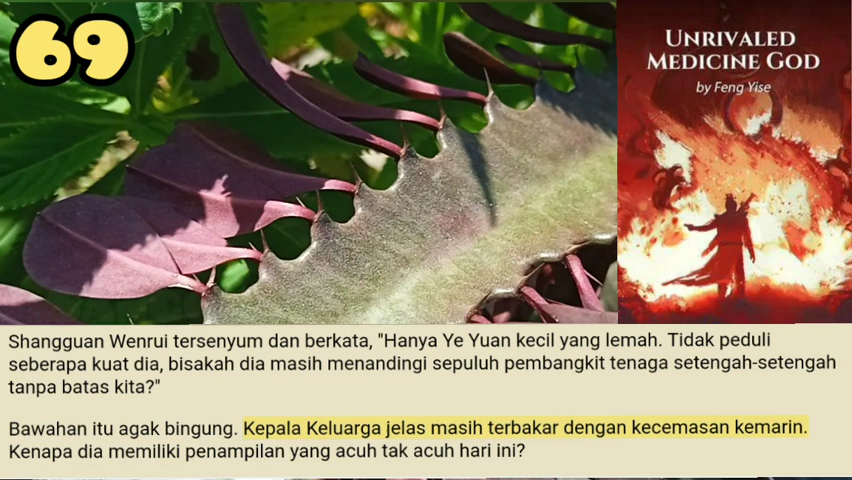 69
UNRIVALED
MEDICINE GOD
by Feng Yise
Shangguan Wenrui tersenyum dan berkata, "Hanya Ye Yuan kecil yang lemah. Tidak peduli
seberapa kuat dia, bisakah dia masih menandingi sepuluh pembangkit tenaga setengah-setengah
tanpa batas kita?"
Bawahan itu agak bingung. Kepala Keluarga jelas masih terbakar dengan kecemasan kemarin.
Kenapa dia memiliki penampilan yang acuh tak acuh hari ini?